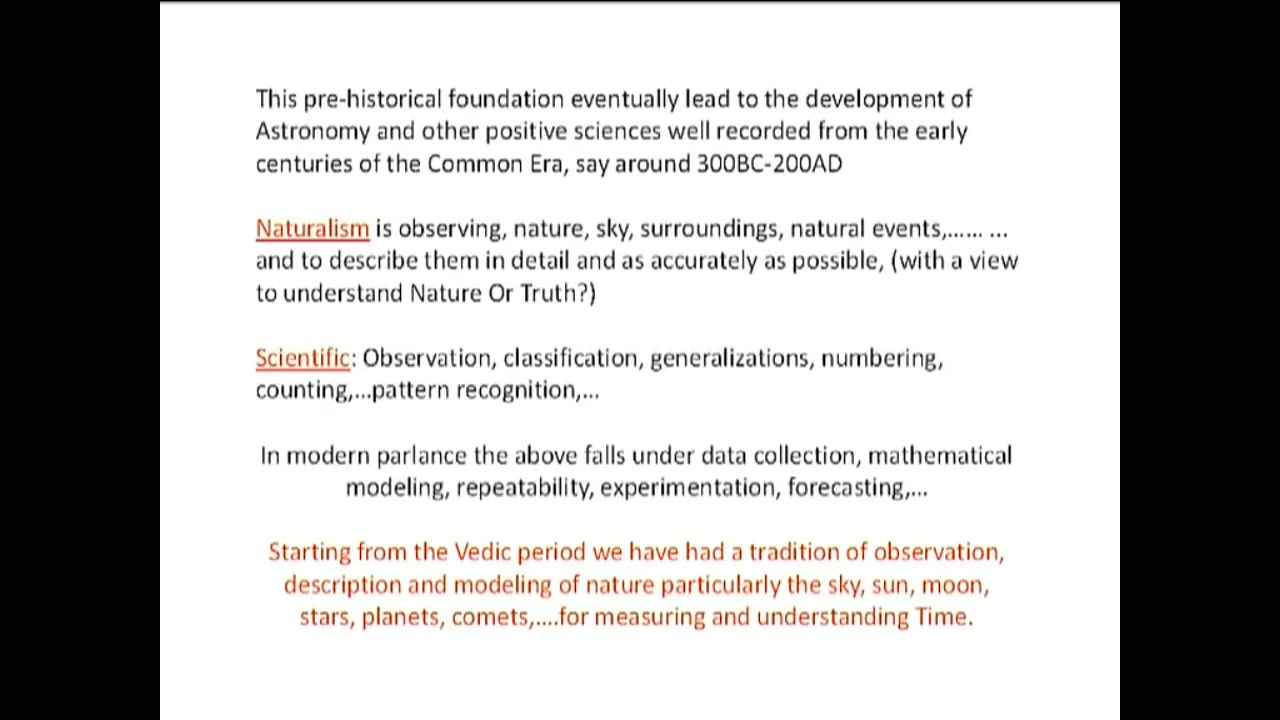 This pre-historical foundation eventually lead to the development of
Astronomy and other positive sciences well recorded from the early
centuries of the Common Era, say around 300BC-200AD
Naturalism is observing, nature, sky, surroundings, natural events,…… …
and to describe them in detail and as accurately as possible, (with a view
to understand Nature Or Truth?)
Scientific: Observation, classification, generalizations, numbering,
counting,…pattern recognition,…
In modern parlance the above falls under data collection, mathematical
modeling, repeatability, experimentation, forecasting,…
Starting from the Vedic period we have had a tradition of observation,
description and modeling of nature particularly the sky, sun, moon,
stars, planets, comets,….for measuring and understanding Time.